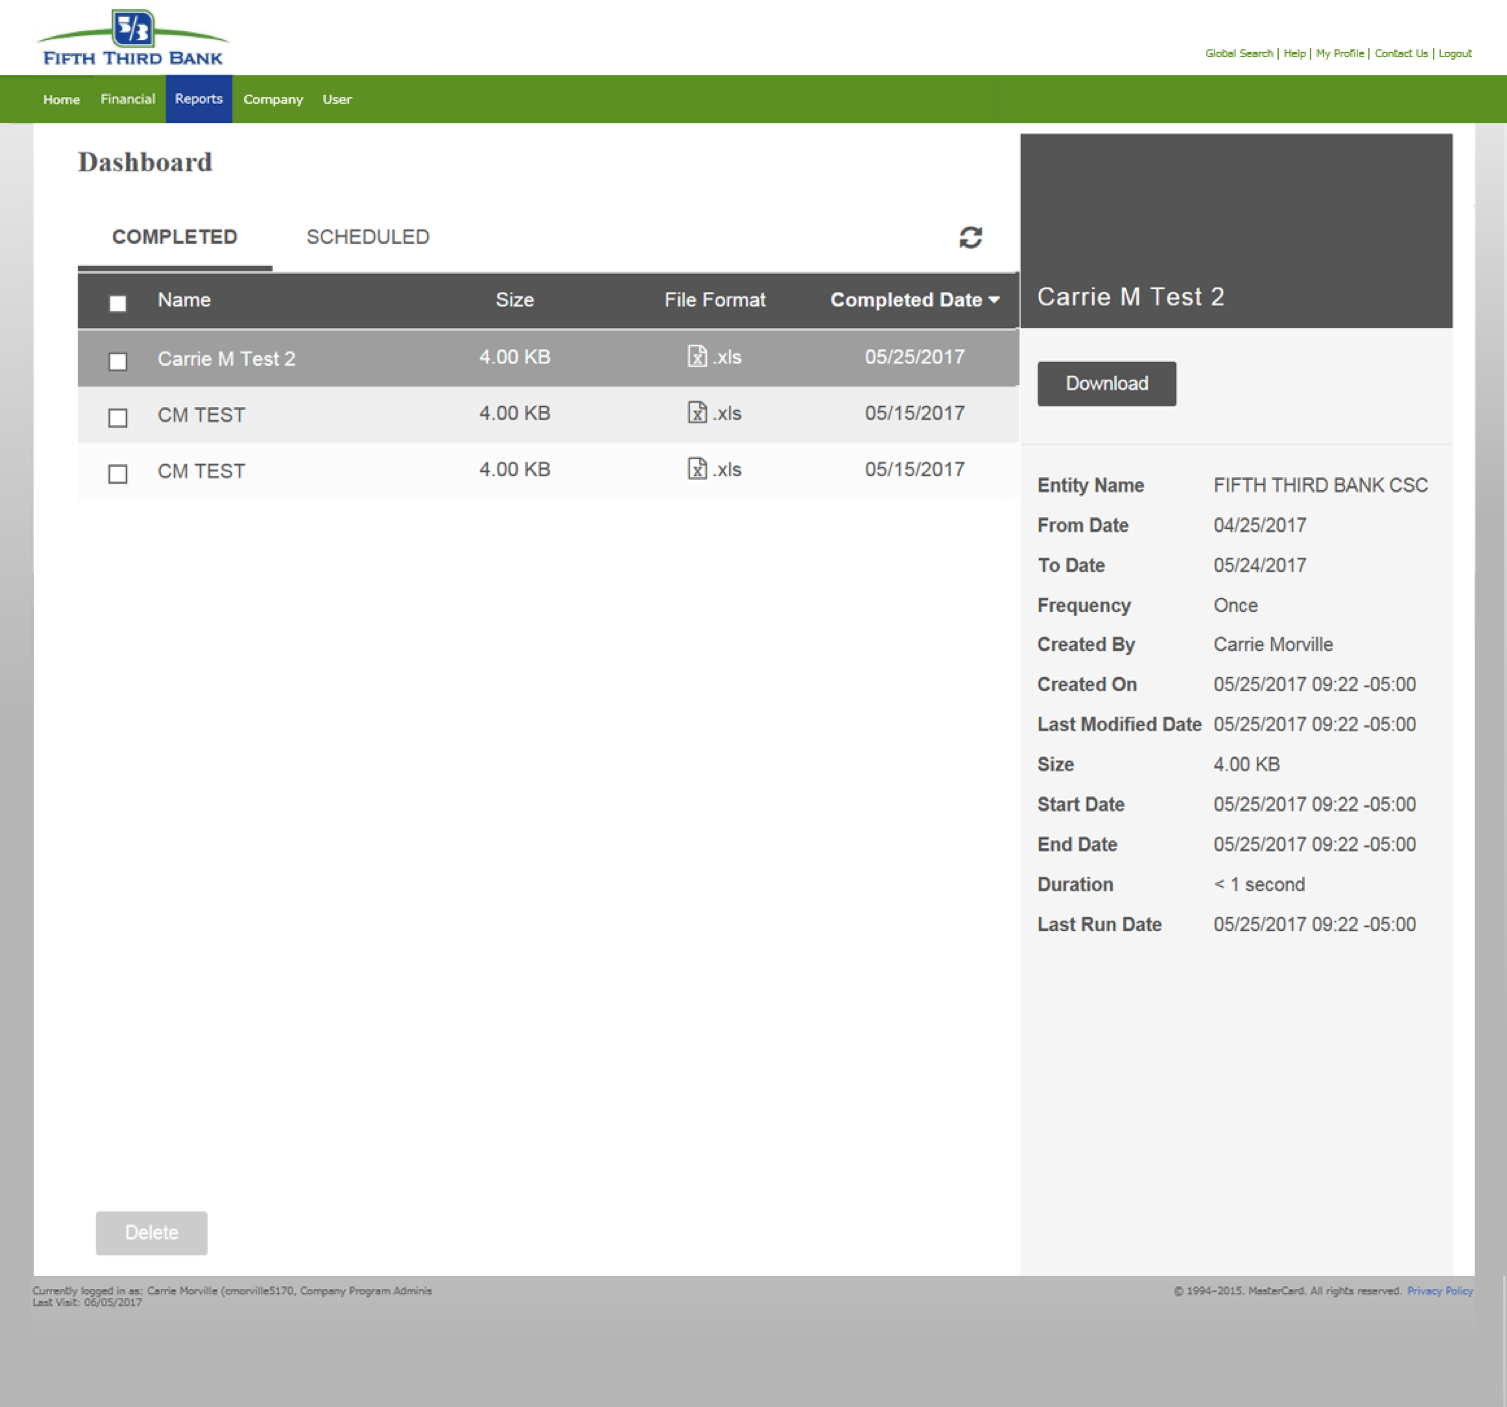 5/3
FIFTH THIRD BANK
Global Search | Help | My Profile | Contact Us | Logout
Home Financial Reports Company User
Dashboard
COMPLETED SCHEDULED
Name Size File Format Completed Date
Carrie M Test 2 4.00 KB .xls 05/25/2017
CM TEST 4.00 KB .xls 05/15/2017
CM TEST 4.00 KB .xls 05/15/2017
Delete
Carrie M Test 2
Download
Entity Name FIFTH THIRD BANK CSC
From Date 04/25/2017
To Date 05/24/2017
Frequency Once
Created By Carrie Morville
Created On 05/25/2017 09:22 -05:00
Last Modified Date 05/25/2017 09:22 -05:00
Size 4.00 KB
Start Date 05/25/2017 09:22 -05:00
End Date 05/25/2017 09:22 -05:00
Duration < 1 second
Last Run Date 05/25/2017 09:22 -05:00
Currently logged in as: Carrie Morville (cmorville5170, Company Program Adminis
Last Visit: 06/05/2017
© 1994-2015. MasterCard. All rights reserved. Privacy Policy